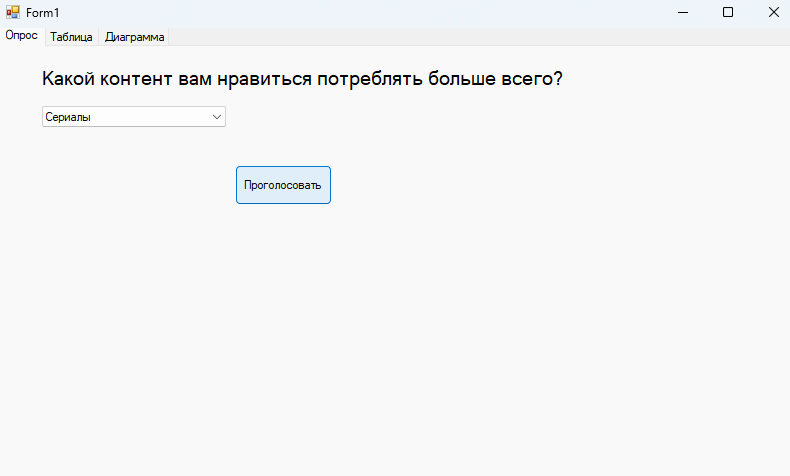 Form1
Опрос Таблица Диаграмма
Какой контент вам нравиться потреблять больше всего?
Сериалы
Проголосовать